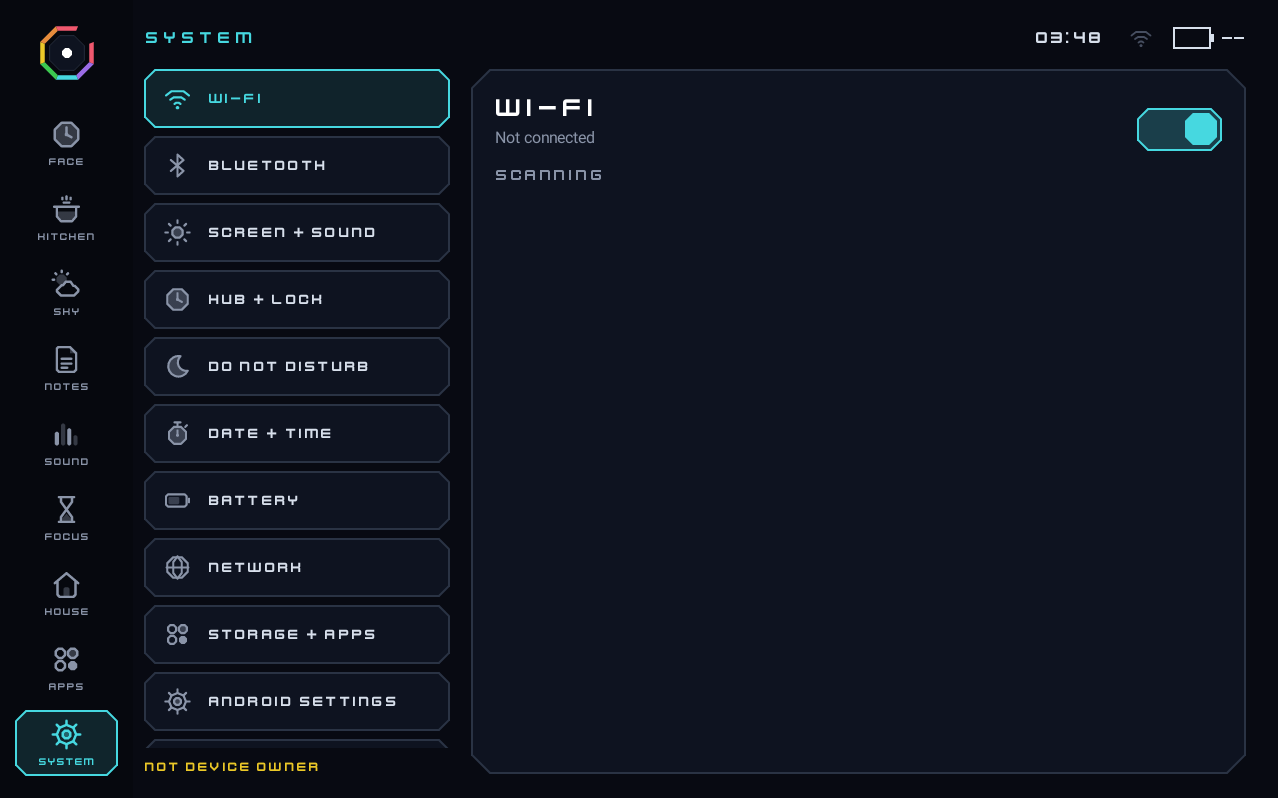 SYSTEM
03:48
--
FACE
KITCHEN
SKY
NOTES
SOUND
FOCUS
HOUSE
APPS
SYSTEM
WI-FI
BLUETOOTH
SCREEN + SOUND
HUB + LOCK
DO NOT DISTURB
DATE + TIME
BATTERY
NETWORK
STORAGE + APPS
ANDROID SETTINGS
NOT DEVICE OWNER
WI-FI
Not connected
SCANNING